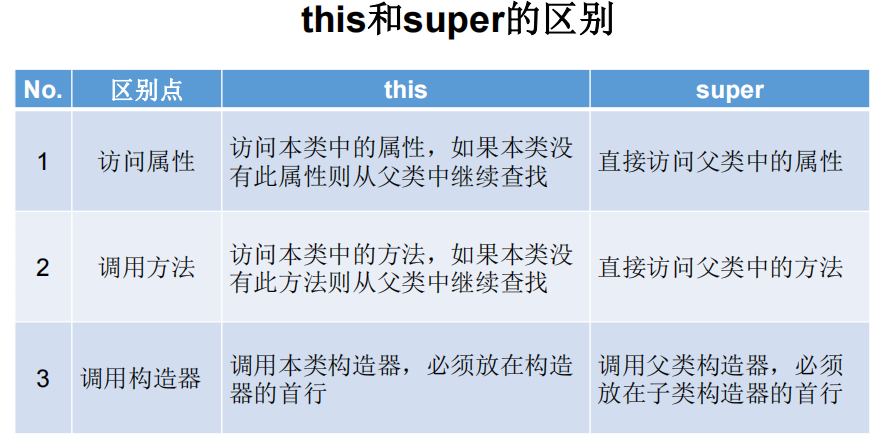 this和super的区别
No. 区别点 this super
1 访问属性 访问本类中的属性，如果本类没有此属性则从父类中继续查找 直接访问父类中的属性
2 调用方法 访问本类中的方法，如果本类没有此方法则从父类中继续查找 直接访问父类中的方法
3 调用构造器 调用本类构造器，必须放在构造器的首行 调用父类构造器，必须放在子类构造器的首行